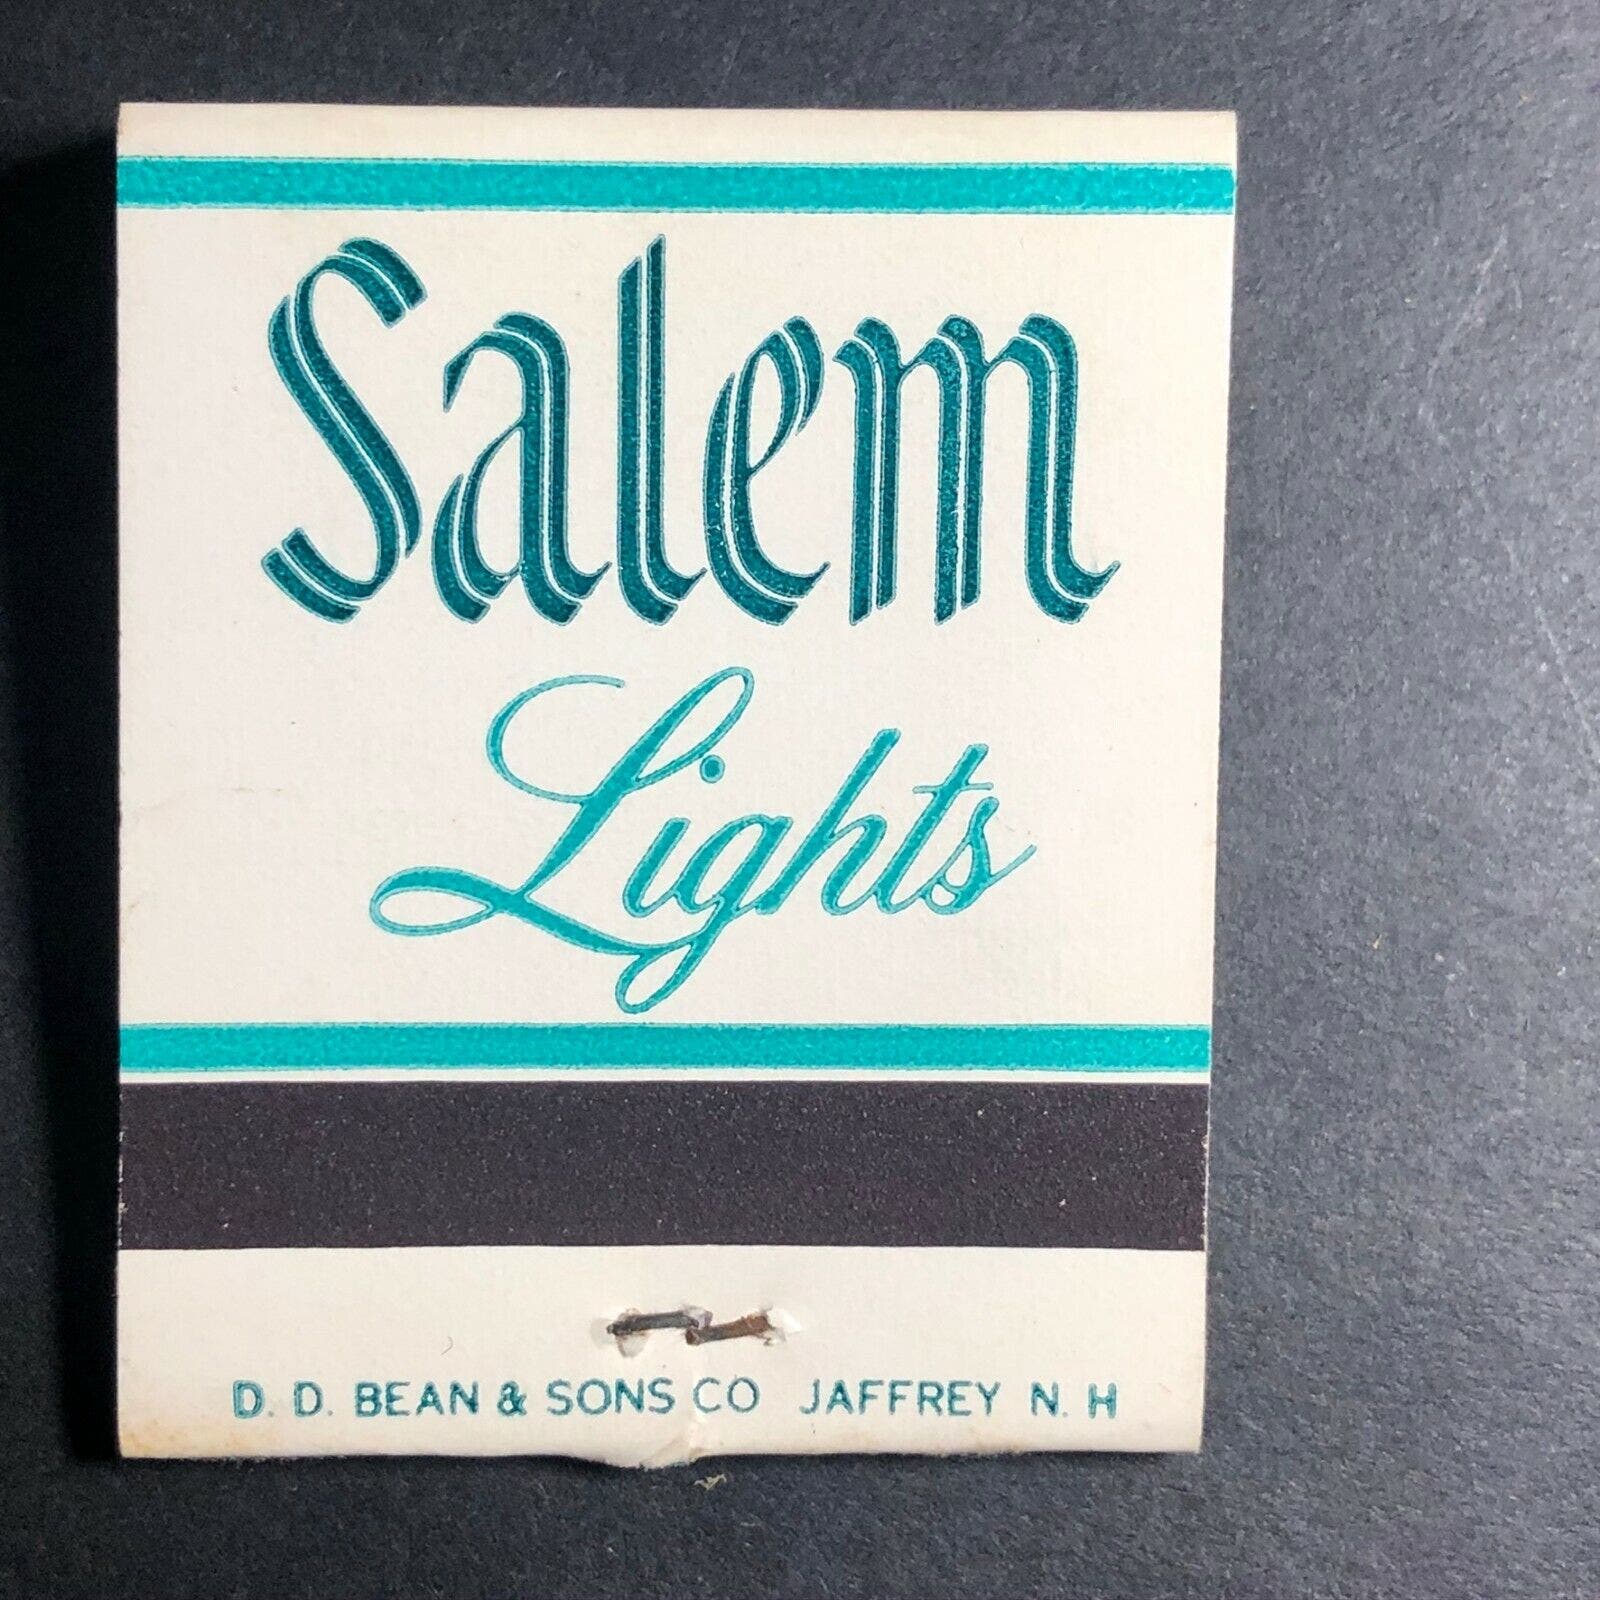 Salem
Lights
D. D. BEAN & SONS CO JAFFREY N. H